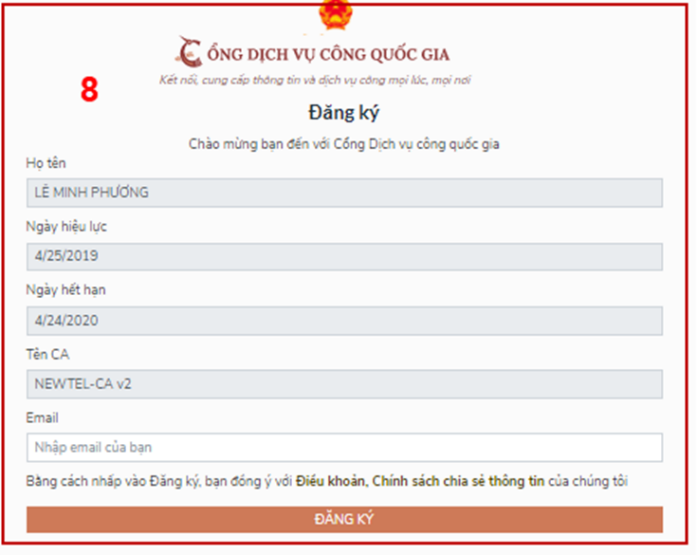 CỔNG DỊCH VỤ CÔNG QUỐC GIA
Kết nối, cung cấp thông tin và dịch vụ công mọi lúc, mọi nơi
8
Đăng ký
Chào mừng bạn đến với Cổng Dịch vụ công quốc gia
Họ tên
LÊ MINH PHƯƠNG
Ngày hiệu lực
4/25/2019
Ngày hết hạn
4/24/2020
Tên CA
NEWTEL-CA v2
Email
Nhập email của bạn
Bằng cách nhấp vào Đăng ký, bạn đồng ý với Điều khoản, Chính sách chia sẻ thông tin của chúng tôi
ĐĂNG KÝ